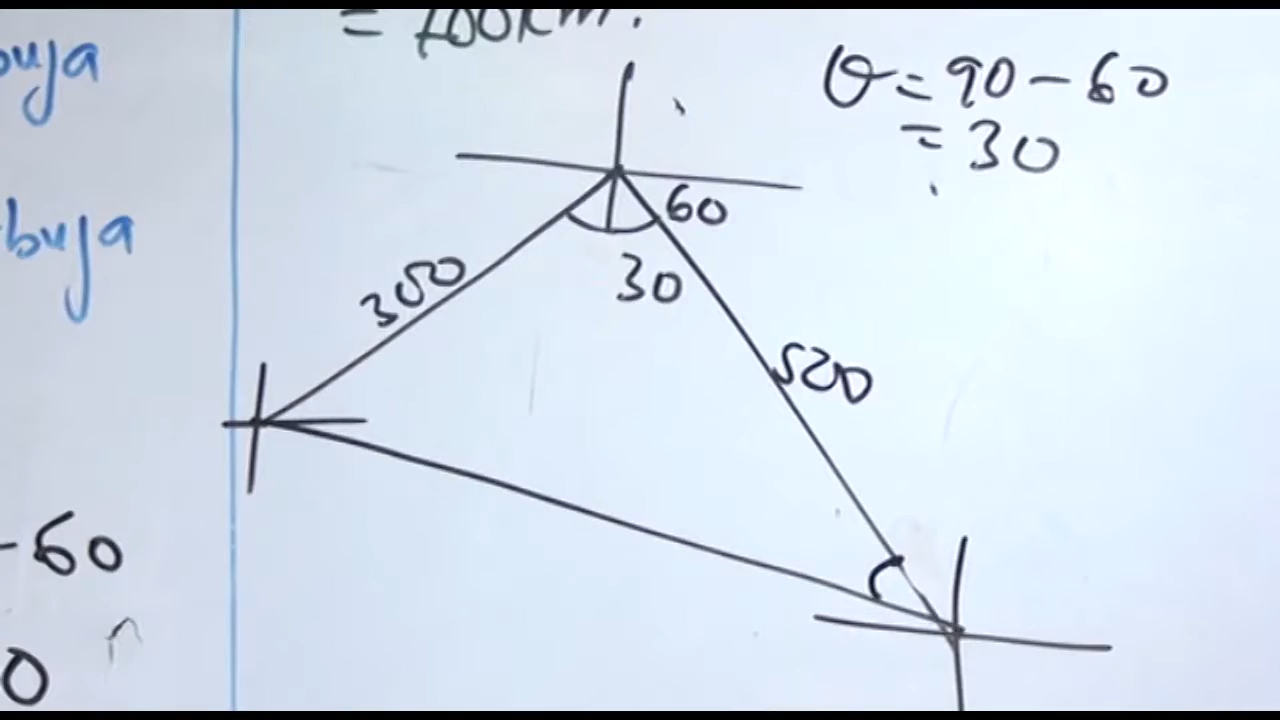 buja
buja
-60
0
= 700km.
θ = 90 - 60
= 30
60
30
350
520